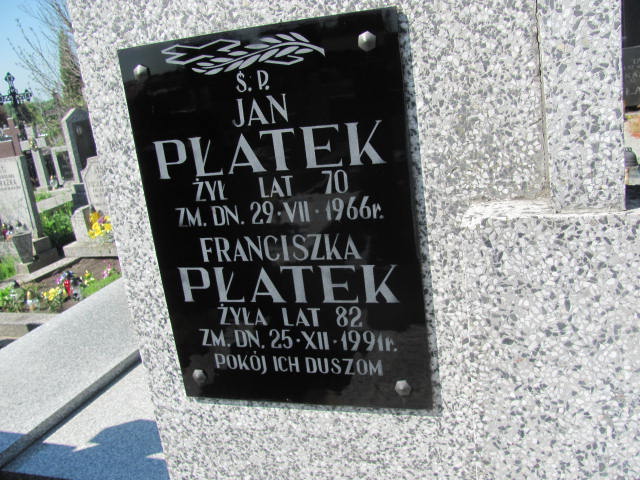 Ś. P.
JAN
PŁATEK
ŻYŁ LAT 70
ZM. DN. 29·VII·1966r.
FRANCISZKA
PŁATEK
ŻYŁA LAT 82
ZM. DN. 25·XII·1991r.
POKÓJ ICH DUSZOM